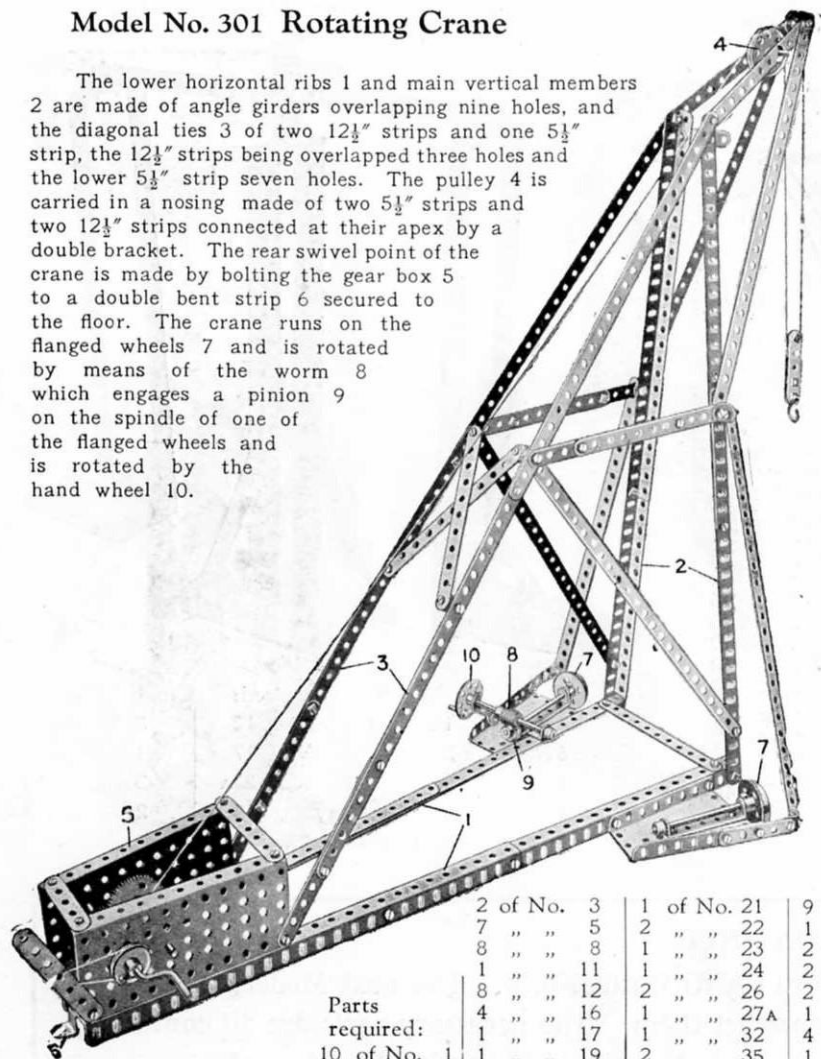 Model No. 301 Rotating Crane
The lower horizontal ribs 1 and main vertical members
2 are made of angle girders overlapping nine holes, and
the diagonal ties 3 of two 12½″ strips and one 5½″
strip, the 12½″ strips being overlapped three holes and
the lower 5½″ strip seven holes. The pulley 4 is
carried in a nosing made of two 5½″ strips and
two 12½″ strips connected at their apex by a
double bracket. The rear swivel point of the
crane is made by bolting the gear box 5
to a double bent strip 6 secured to
the floor. The crane runs on the
flanged wheels 7 and is rotated
by means of the worm 8
which engages a pinion 9
on the spindle of one of
the flanged wheels and
is rotated by the
hand wheel 10.
4
2
3
10 8 7
9
7
5
1
2 of No. 3 1 of No. 21 9
7 „ „ 5 2 „ „ 22 1
8 „ „ 8 1 „ „ 23 2
1 „ „ 11 1 „ „ 24 2
8 „ „ 12 2 „ „ 26 2
Parts 4 „ „ 16 1 „ „ 27A 1
required: 1 „ „ 17 1 „ „ 32 4
10 of No. 1 1 „ „ 19 2 „ „ 35 1